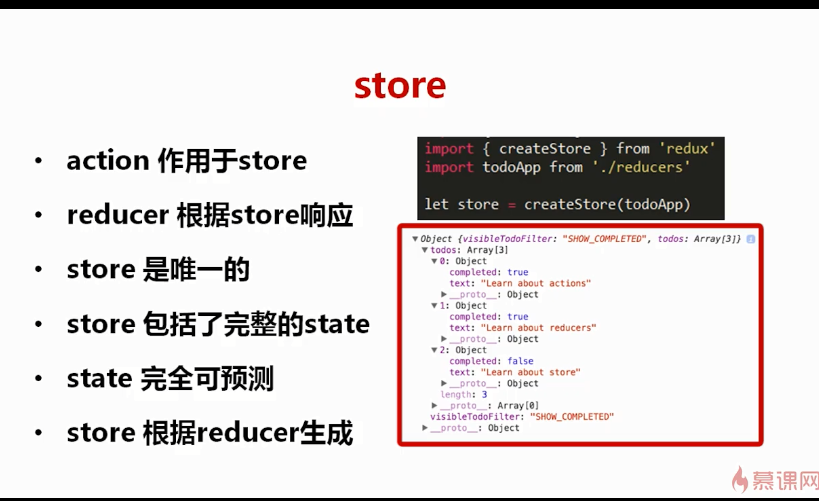 store
• action 作用于store
• reducer 根据store响应
• store 是唯一的
• store 包括了完整的state
• state 完全可预测
• store 根据reducer生成
import { createStore } from 'redux'
import todoApp from './reducers'
let store = createStore(todoApp)
▼Object {visibleTodoFilter: "SHOW_COMPLETED", todos: Array[3]}
▼todos: Array[3]
▼0: Object
completed: true
text: "Learn about actions"
▶__proto__: Object
▼1: Object
completed: true
text: "Learn about reducers"
▶__proto__: Object
▼2: Object
completed: false
text: "Learn about store"
▶__proto__: Object
length: 3
▶__proto__: Array[0]
visibleTodoFilter: "SHOW_COMPLETED"
▶__proto__: Object
慕课网